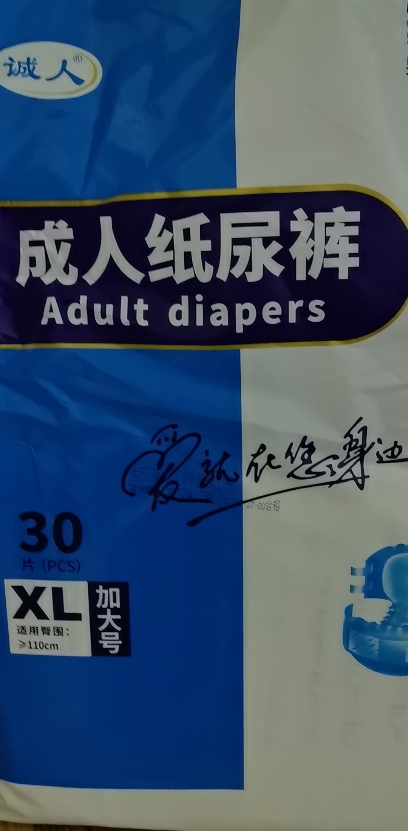 诚人®
成人纸尿裤
Adult diapers
爱就在您身边
30
片(PCS)
XL
加大号
适用臀围:
≥110cm